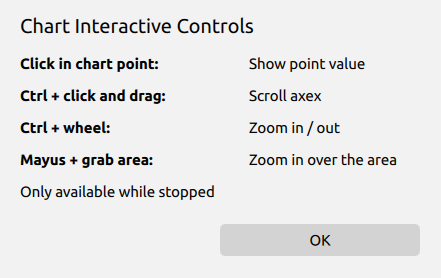 Chart Interactive Controls
Click in chart point: Show point value
Ctrl + click and drag: Scroll axex
Ctrl + wheel: Zoom in / out
Mayus + grab area: Zoom in over the area
Only available while stopped
OK